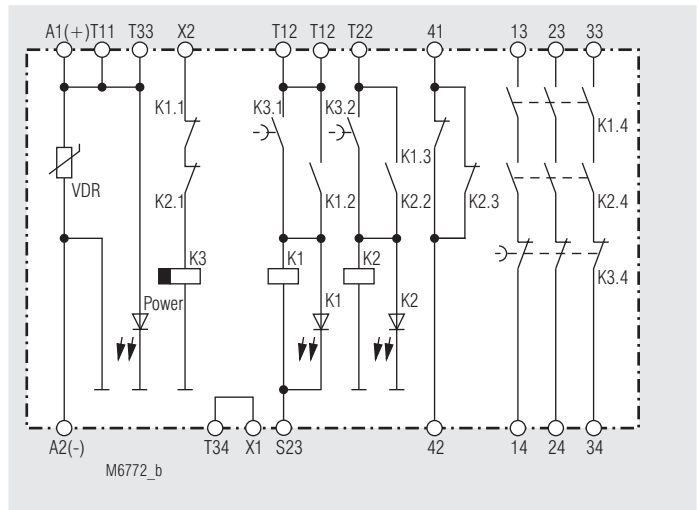 A1(+) T11 T33 X2 T12 T12 T22 41 13 23 33
K1.1 K3.1 K3.2
K1.4
K1.3
VDR
K2.1 K1.2 K2.2 K2.3 K2.4
K3 K1 K2
K3.4
Power K1 K2
A2(-) T34 X1 S23 42 14 24 34
M6772_b